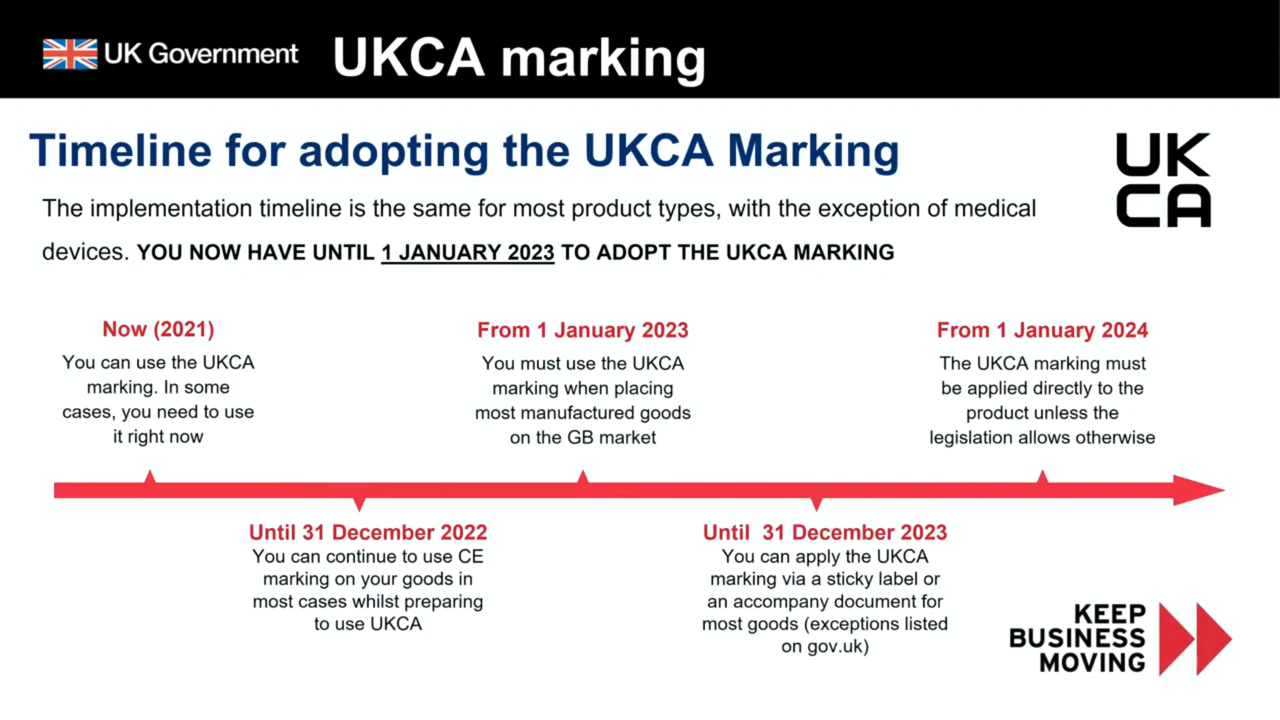 UK Government
UKCA marking
Timeline for adopting the UKCA Marking
UK
CA
The implementation timeline is the same for most product types, with the exception of medical
devices. YOU NOW HAVE UNTIL 1 JANUARY 2023 TO ADOPT THE UKCA MARKING
Now (2021)
You can use the UKCA
marking. In some
cases, you need to use
it right now
From 1 January 2023
You must use the UKCA
marking when placing
most manufactured goods
on the GB market
From 1 January 2024
The UKCA marking must
be applied directly to the
product unless the
legislation allows otherwise
Until 31 December 2022
You can continue to use CE
marking on your goods in
most cases whilst preparing
to use UKCA
Until 31 December 2023
You can apply the UKCA
marking via a sticky label or
an accompany document for
most goods (exceptions listed
on gov.uk)
KEEP
BUSINESS
MOVING